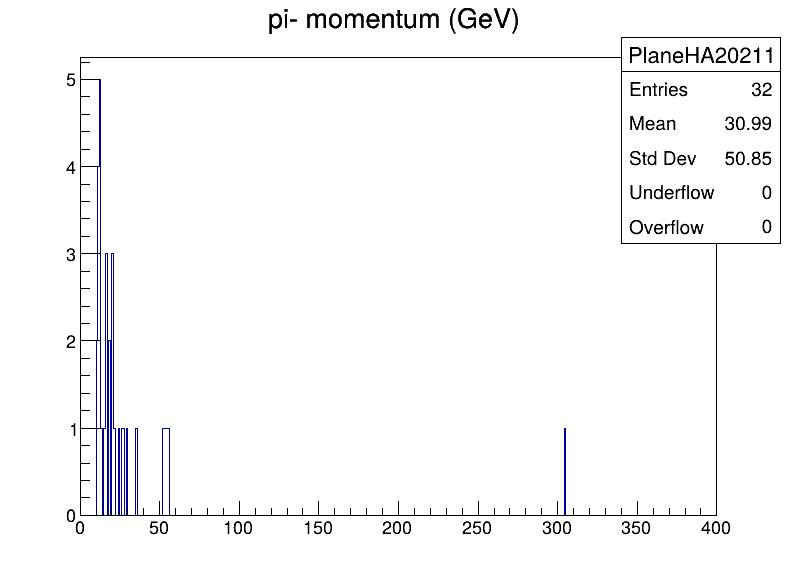 pi- momentum (GeV)
PlaneHA20211
Entries 32
Mean 30.99
Std Dev 50.85
Underflow 0
Overflow 0
5
4
3
2
1
0
0 50 100 150 200 250 300 350 400